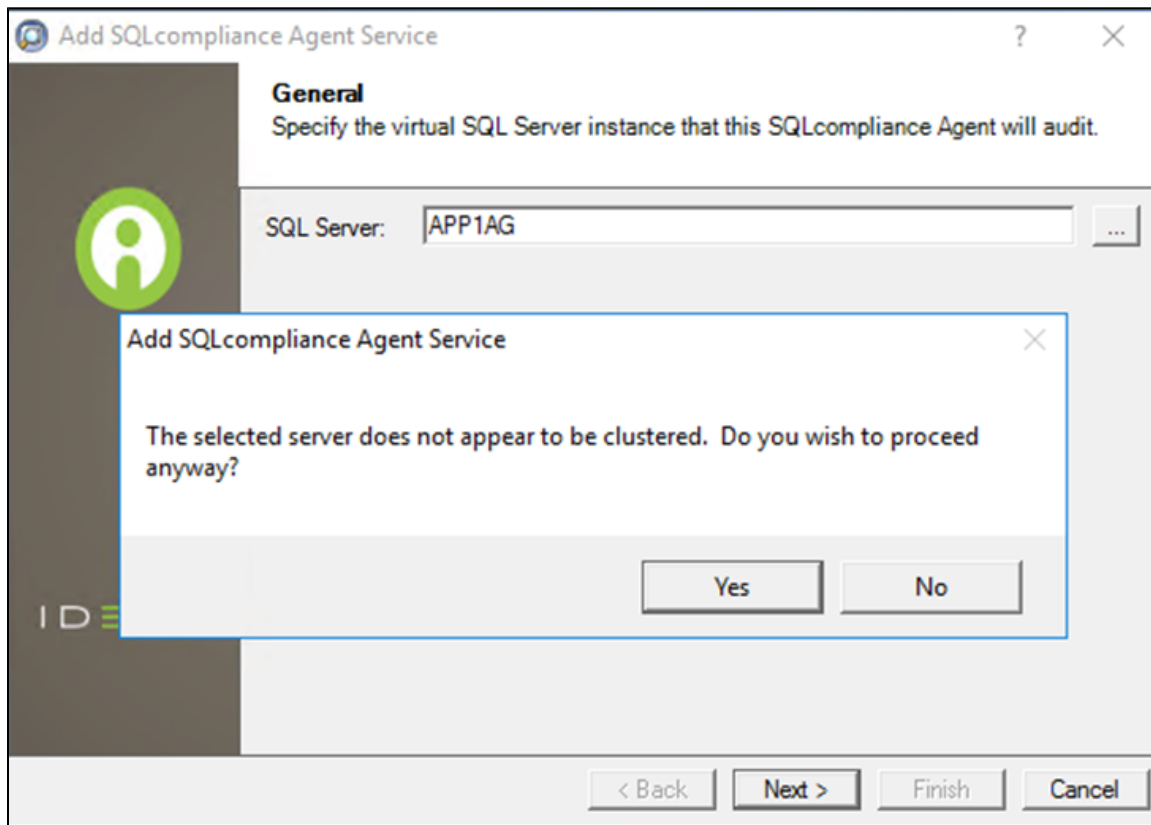 Add SQLcompliance Agent Service
?
General
Specify the virtual SQL Server instance that this SQLcompliance Agent will audit.
SQL Server:
APP1AG
...
Add SQLcompliance Agent Service
The selected server does not appear to be clustered.  Do you wish to proceed
anyway?
Yes
No
IDE
< Back
Next >
Finish
Cancel